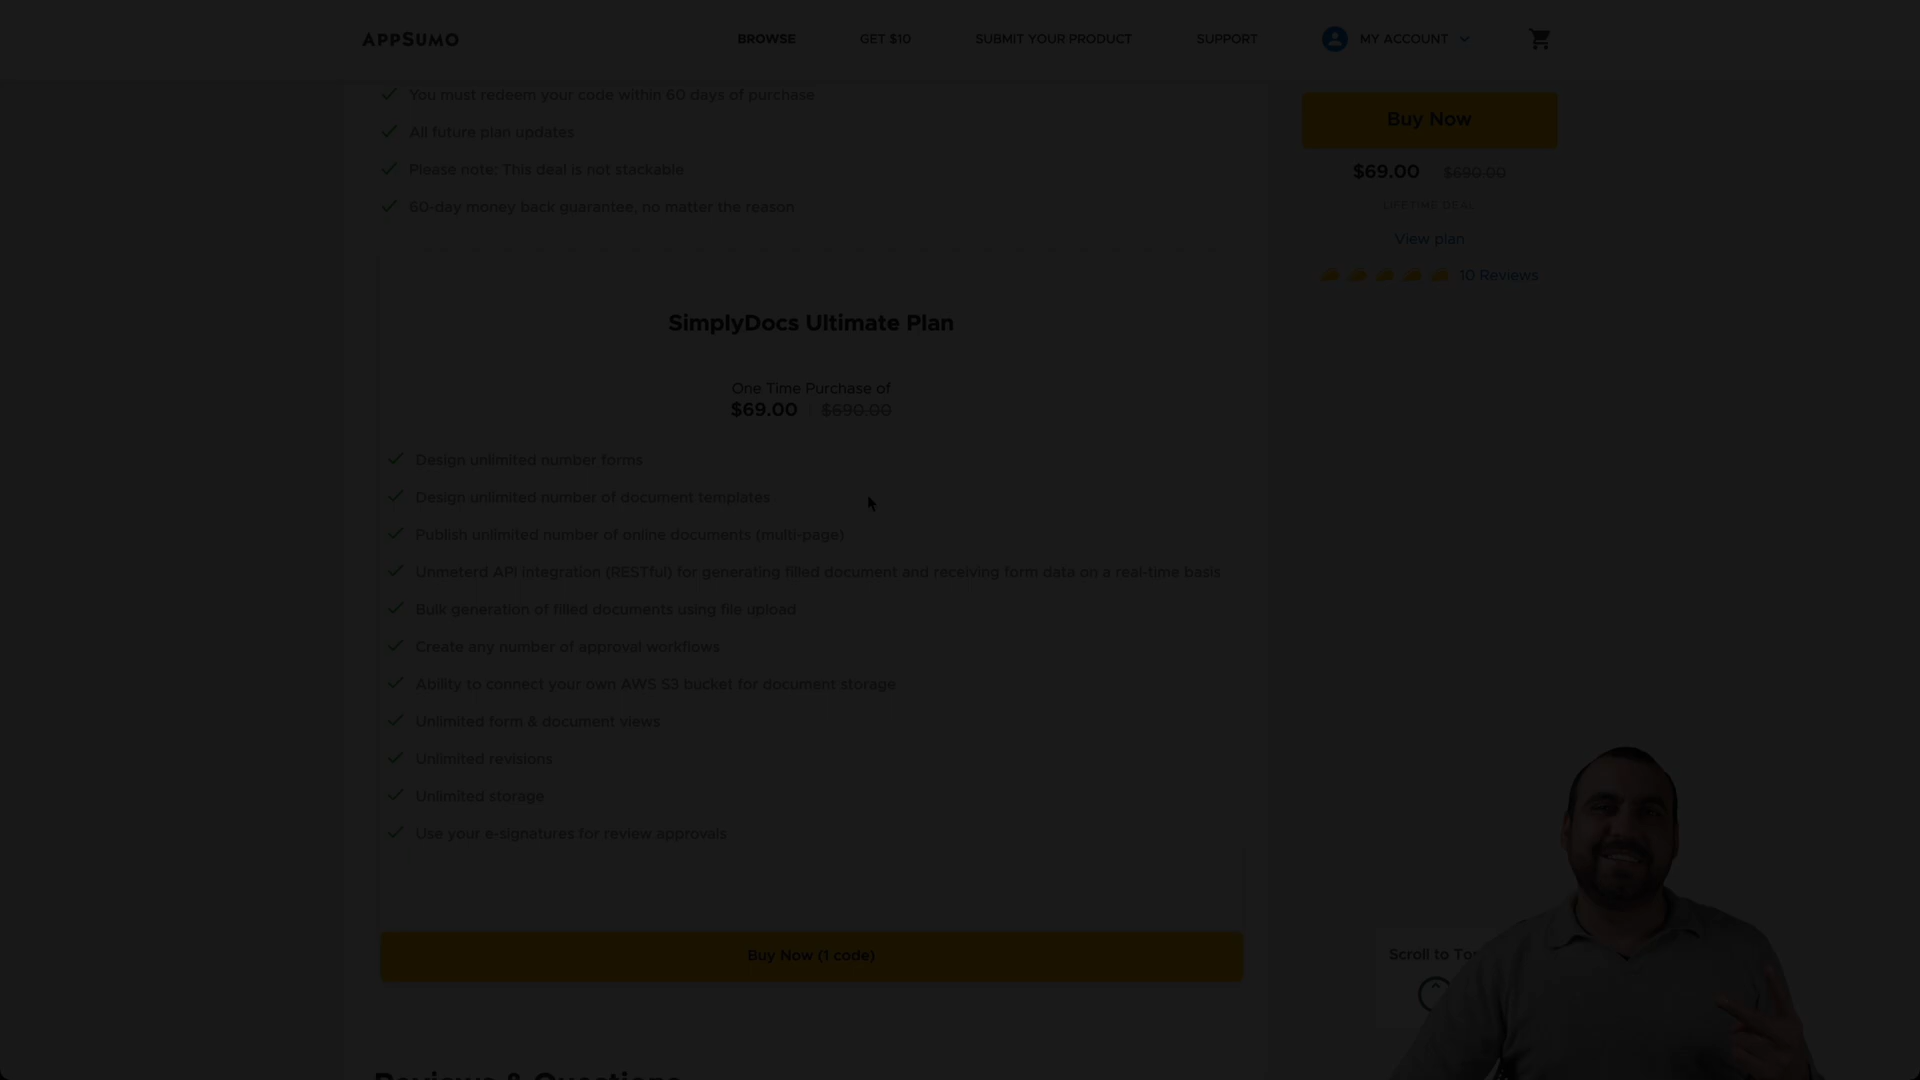 APPSUMO
BROWSE
GET $10
SUBMIT YOUR PRODUCT
SUPPORT
MY ACCOUNT
You must redeem your code within 60 days of purchase
All future plan updates
Please note: This deal is not stackable
60-day money back guarantee, no matter the reason
Buy Now
$69.00 $690.00
LIFETIME DEAL
View plan
10 Reviews
SimplyDocs Ultimate Plan
One Time Purchase of
$69.00 $690.00
Design unlimited number forms
Design unlimited number of document templates
Publish unlimited number of online documents (multi-page)
Unmeterd API integration (RESTful) for generating filled document and receiving form data on a real-time basis
Bulk generation of filled documents using file upload
Create any number of approval workflows
Ability to connect your own AWS S3 bucket for document storage
Unlimited form & document views
Unlimited revisions
Unlimited storage
Use your e-signatures for review approvals
Buy Now (1 code)
Scroll to To
Reviews & Questions